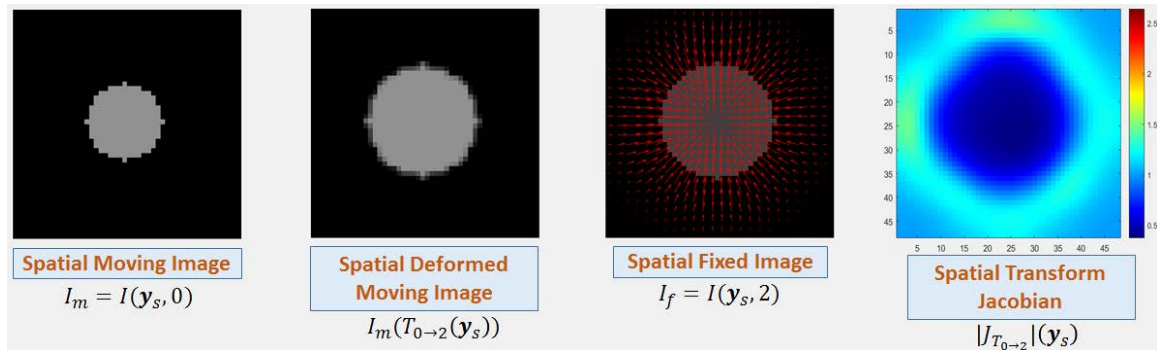 Spatial Moving Image
I_m = I(y_s, 0)
Spatial Deformed
Moving Image
I_m(T_{0→2}(y_s))
Spatial Fixed Image
I_f = I(y_s, 2)
5
10
15
20
25
30
35
40
45
5 10 15 20 25 30 35 40 45
2.5
2
1.5
1
0.5
Spatial Transform
Jacobian
|J_{T_{0→2}}|(y_s)